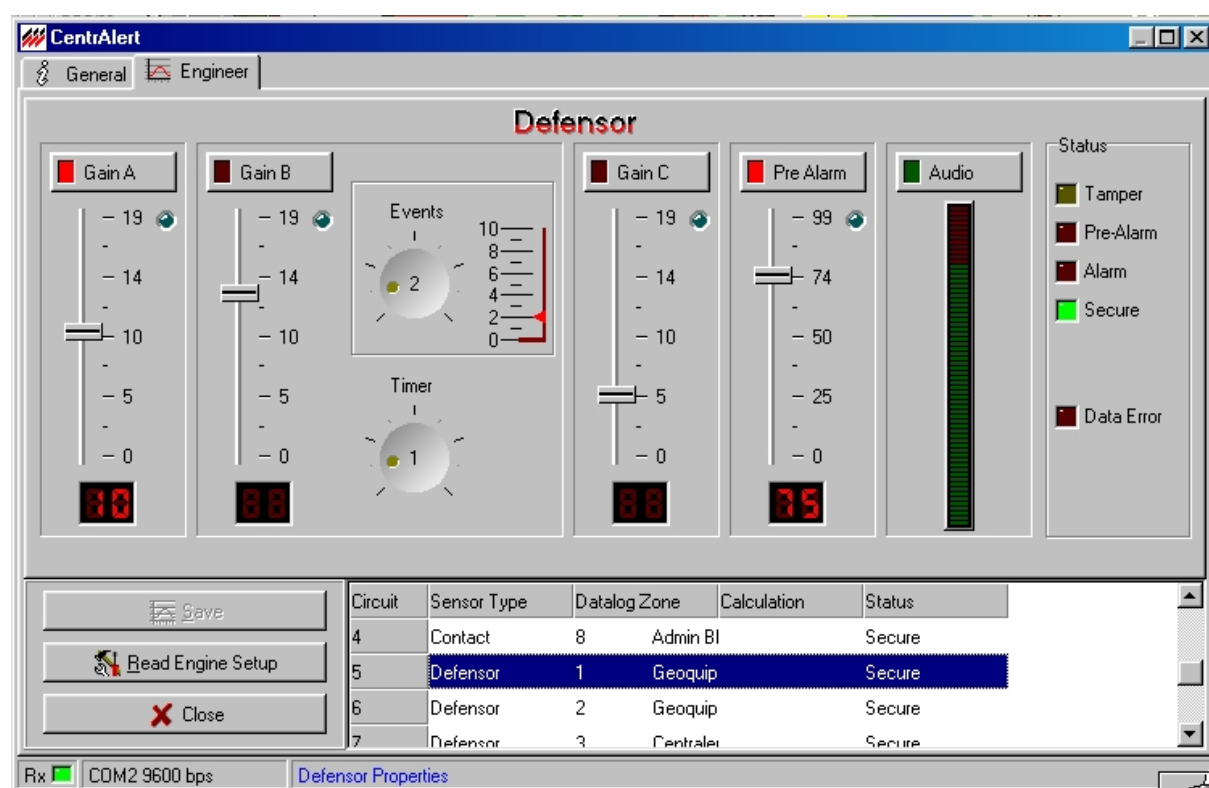 CentrAlert
General Engineer
Defensor
Gain A Gain B Gain C Pre Alarm Audio Status
19 19 19 99 Tamper
14 14 14 74 Pre-Alarm
10 10 10 50 Alarm
5 5 5 25 Secure
0 0 0 0 Data Error
Events
2
10
8
6
4
2
0
Timer
1
10 75
Save
Read Engine Setup
Close
Circuit Sensor Type Datalog Zone Calculation Status
4 Contact 8 Admin Bl Secure
5 Defensor 1 Geoquip Secure
6 Defensor 2 Geoquip Secure
7 Defensor 3 Secure
Rx COM2 9600 bps Defensor Properties